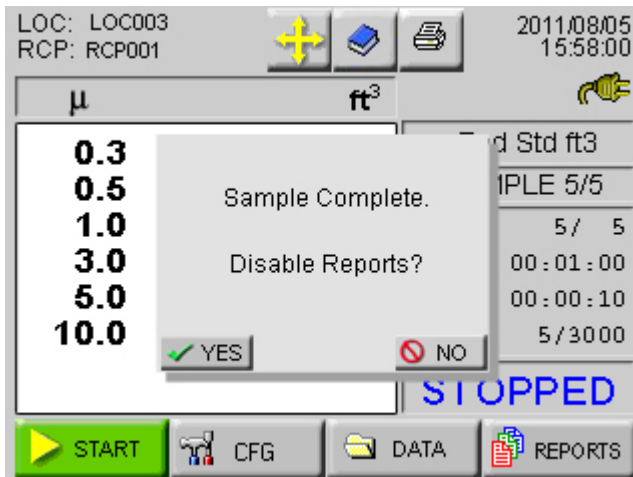 LOC: LOC003
RCP: RCP001
2011/08/05
15:58:00
μ ft³
0.3
0.5
1.0
3.0
5.0
10.0
Sample Complete.
Disable Reports?
YES
NO
Std ft3
5/5
5/ 5
00:01:00
00:00:10
5/3000
STOPPED
START
CFG
DATA
REPORTS